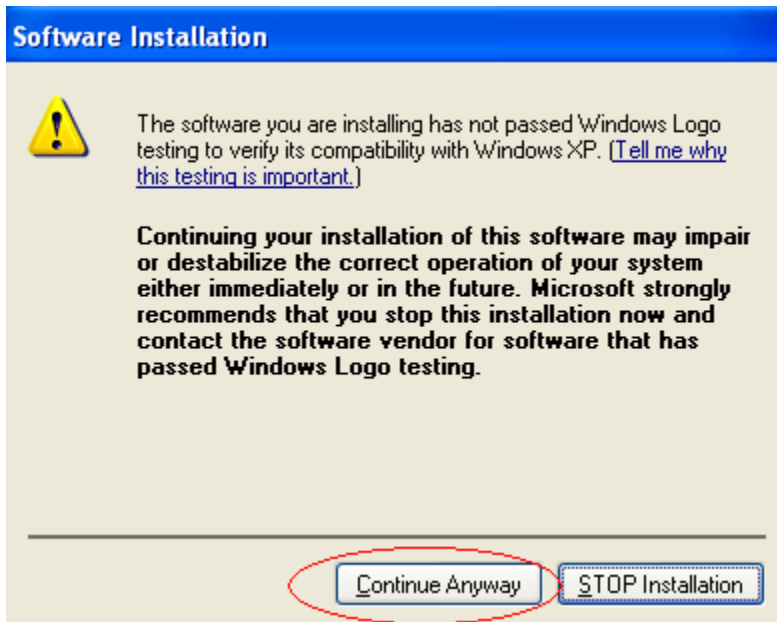 Software Installation
The software you are installing has not passed Windows Logo
testing to verify its compatibility with Windows XP. (Tell me why
this testing is important.)
Continuing your installation of this software may impair
or destabilize the correct operation of your system
either immediately or in the future. Microsoft strongly
recommends that you stop this installation now and
contact the software vendor for software that has
passed Windows Logo testing.
Continue Anyway
STOP Installation